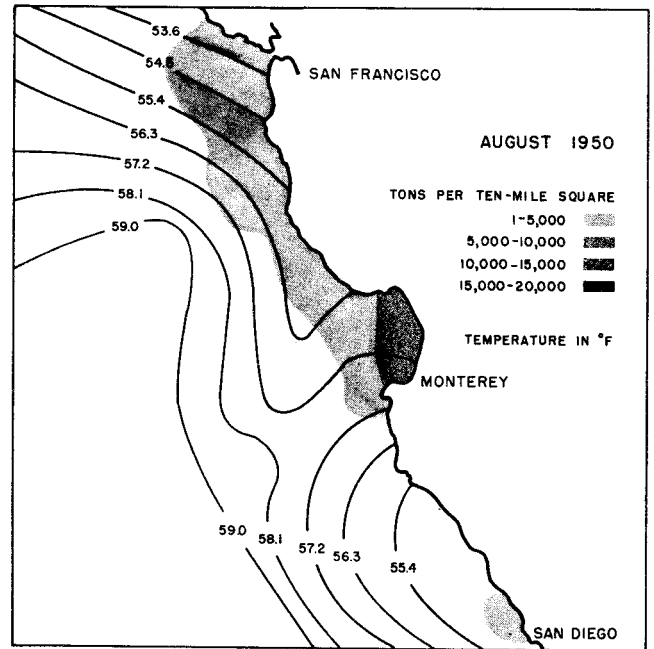 53.6
54.5
SAN FRANCISCO
55.4
56.3
AUGUST 1950
57.2
58.1
TONS PER TEN-MILE SQUARE
59.0
1-5,000
5,000-10,000
10,000-15,000
15,000-20,000
TEMPERATURE IN °F
MONTEREY
59.0
58.1
57.2
56.3
55.4
SAN DIEGO